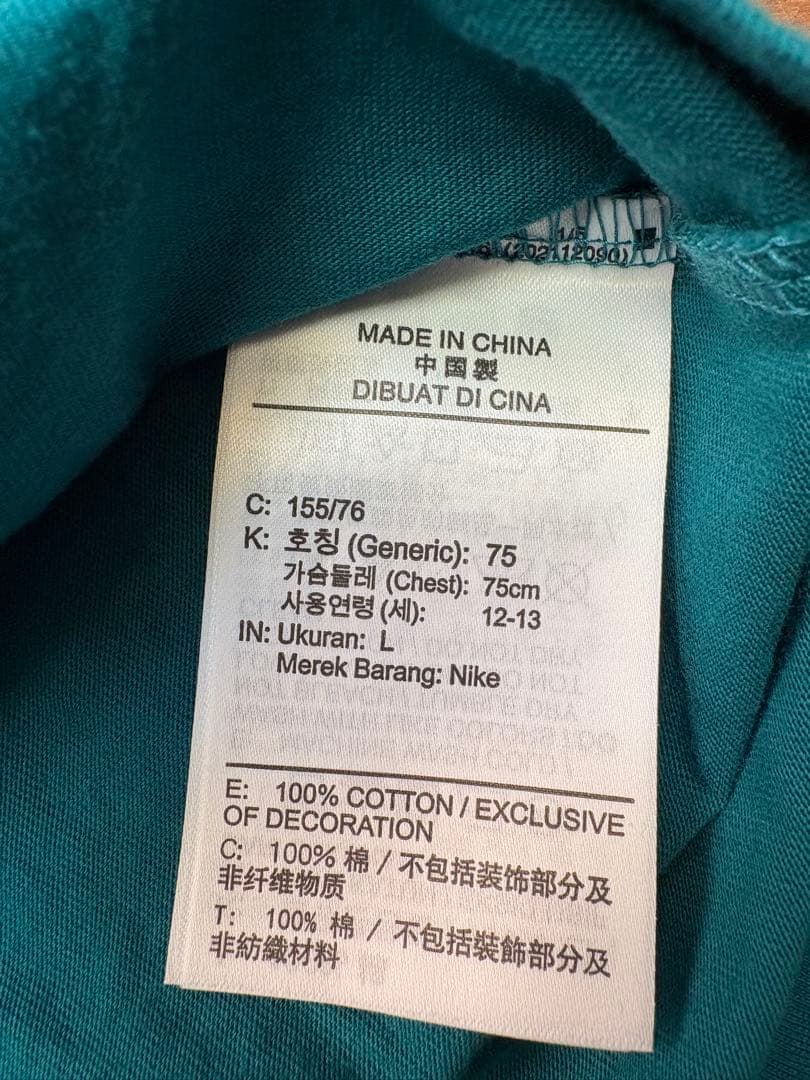 1/5
(202112090)
MADE IN CHINA
中国製
DIBUAT DI CINA
C: 155/76
K: 호칭 (Generic): 75
가슴둘레 (Chest): 75cm
사용연령 (세): 12-13
IN: Ukuran: L
Merek Barang: Nike
E: 100% COTTON / EXCLUSIVE
OF DECORATION
C: 100% 棉 / 不包括装饰部分及
非纤维物质
T: 100% 棉 / 不包括裝飾部分及
非紡織材料